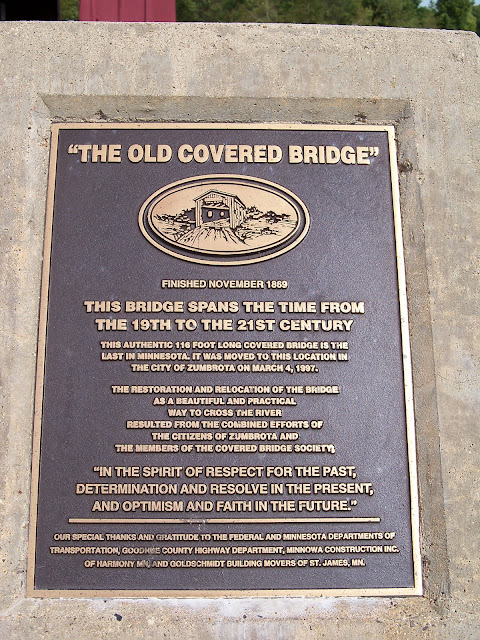 "THE OLD COVERED BRIDGE"
FINISHED NOVEMBER 1869
THIS BRIDGE SPANS THE TIME FROM
THE 19TH TO THE 21ST CENTURY
THIS AUTHENTIC 116 FOOT LONG COVERED BRIDGE IS THE
LAST IN MINNESOTA. IT WAS MOVED TO THIS LOCATION IN
THE CITY OF ZUMBROTA ON MARCH 4, 1997.
THE RESTORATION AND RELOCATION OF THE BRIDGE
AS A BEAUTIFUL AND PRACTICAL
WAY TO CROSS THE RIVER
RESULTED FROM THE COMBINED EFFORTS OF
THE CITIZENS OF ZUMBROTA AND
THE MEMBERS OF THE COVERED BRIDGE SOCIETY.
"IN THE SPIRIT OF RESPECT FOR THE PAST,
DETERMINATION AND RESOLVE IN THE PRESENT,
AND OPTIMISM AND FAITH IN THE FUTURE."
OUR SPECIAL THANKS AND GRATITUDE TO THE FEDERAL AND MINNESOTA DEPARTMENTS OF
TRANSPORTATION, GOODHUE COUNTY HIGHWAY DEPARTMENT, MINNOWA CONSTRUCTION INC.
OF HARMONY MN, AND GOLDSCHMIDT BUILDING MOVERS OF ST. JAMES, MN.